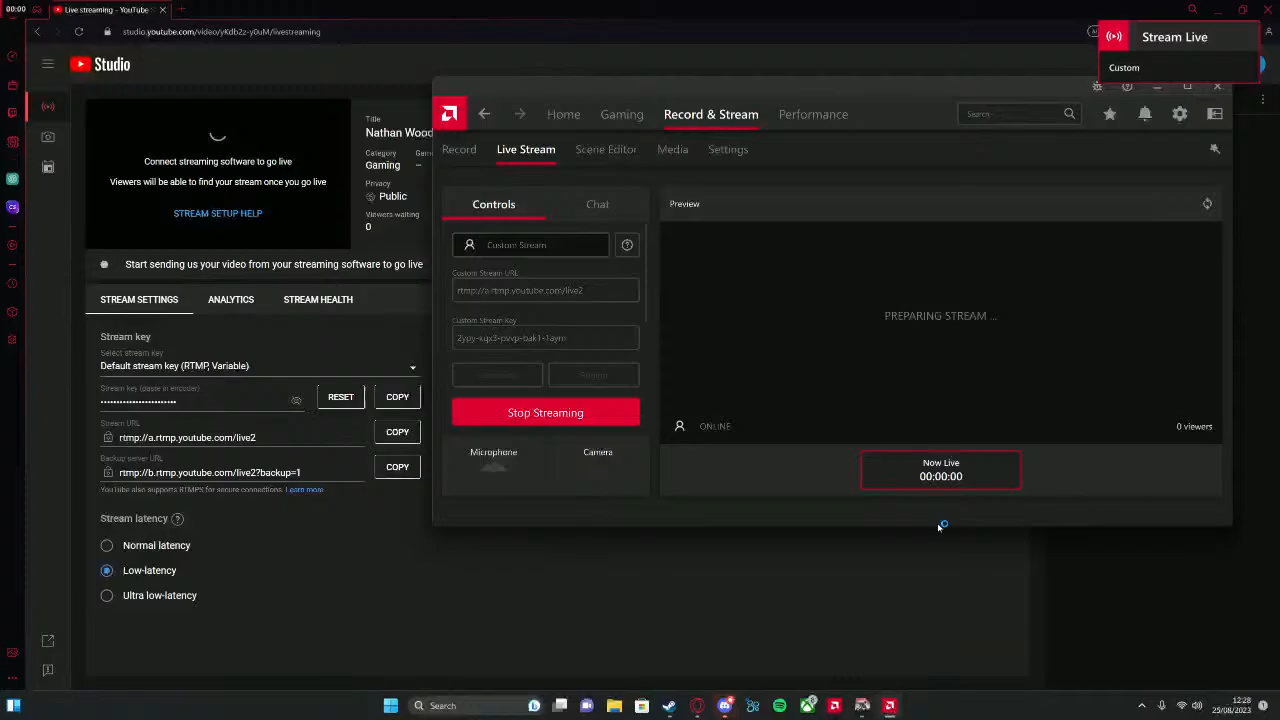 00:00
Live streaming - YouTube
studio.youtube.com/video/yKdb2z-y0uM/livestreaming
Stream Live
Custom
Studio
Connect streaming software to go live
Viewers will be able to find your stream once you go live
STREAM SETUP HELP
Title
Nathan Wood
Category
Gaming
Privacy
Public
Viewers waiting
0
Start sending us your video from your streaming software to go live
STREAM SETTINGS
ANALYTICS
STREAM HEALTH
Stream key
Select stream key
Default stream key (RTMP, Variable)
Stream key (paste in encoder)
RESET
COPY
Stream URL
rtmp://a.rtmp.youtube.com/live2
COPY
Backup server URL
rtmp://b.rtmp.youtube.com/live2?backup=1
COPY
YouTube also supports RTMPS for secure connections. Learn more
Stream latency
Normal latency
Low-latency
Ultra low-latency
Home
Gaming
Record & Stream
Performance
Search
Record
Live Stream
Scene Editor
Media
Settings
Controls
Chat
Custom Stream
Custom Stream URL
rtmp://a.rtmp.youtube.com/live2
Custom Stream Key
Stop Streaming
Microphone
Camera
Preview
PREPARING STREAM ...
ONLINE
0 viewers
Now Live
00:00:00
Search
12:28
25/08/2023